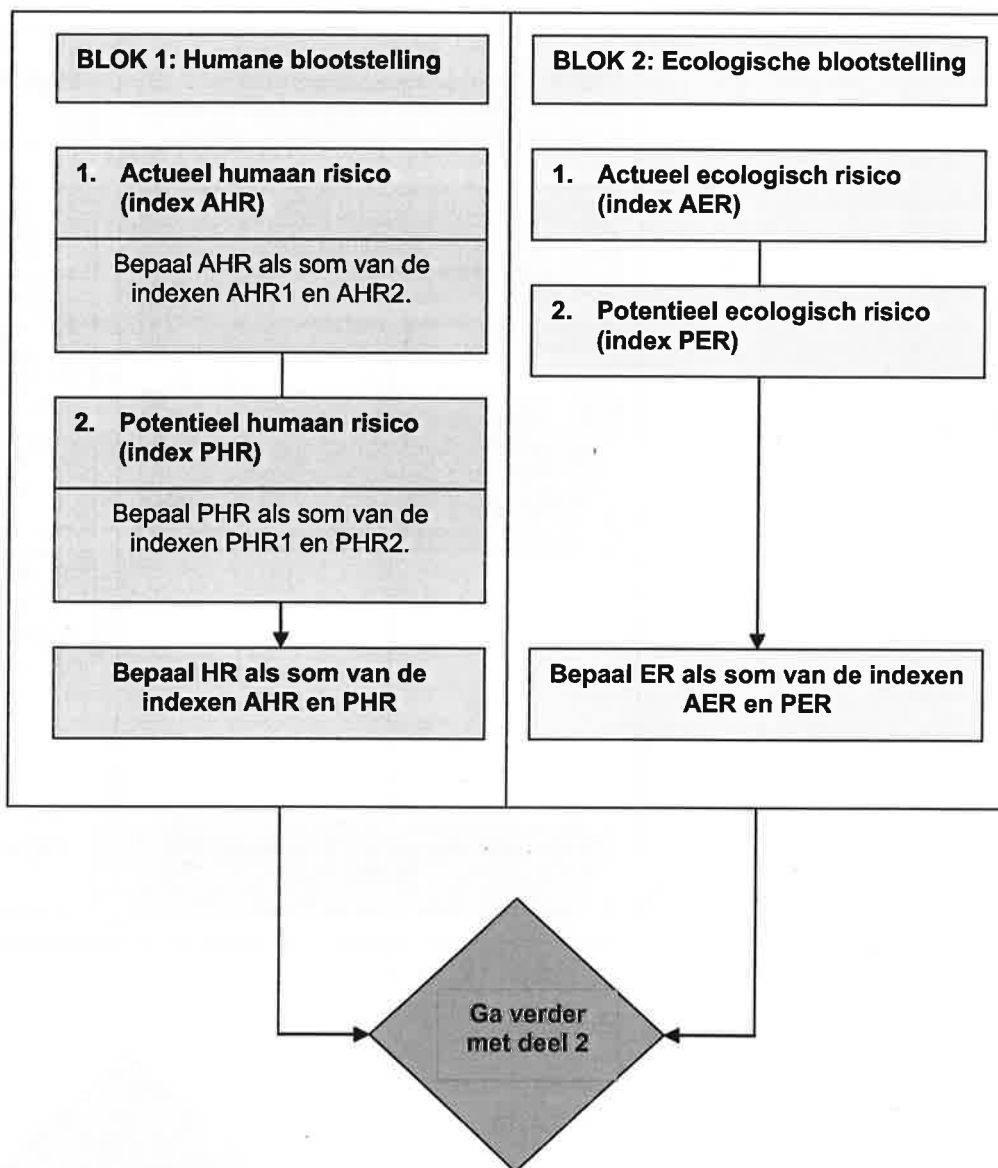 BLOK 1: Humane blootstelling
1. Actueel humaan risico
(index AHR)
Bepaal AHR als som van de
indexen AHR1 en AHR2.
2. Potentieel humaan risico
(index PHR)
Bepaal PHR als som van de
indexen PHR1 en PHR2.
Bepaal HR als som van de
indexen AHR en PHR
BLOK 2: Ecologische blootstelling
1. Actueel ecologisch risico
(index AER)
2. Potentieel ecologisch risico
(index PER)
Bepaal ER als som van de indexen
AER en PER
Ga verder
met deel 2